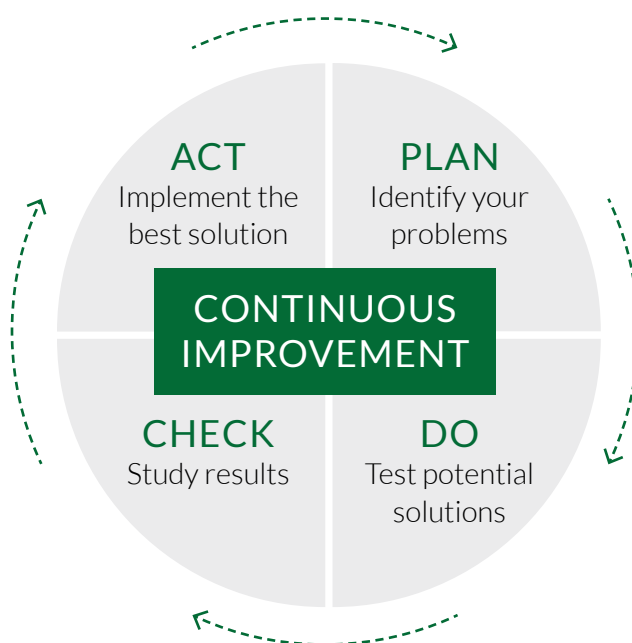 ACT
Implement the
best solution
PLAN
Identify your
problems
CONTINUOUS
IMPROVEMENT
CHECK
Study results
DO
Test potential
solutions